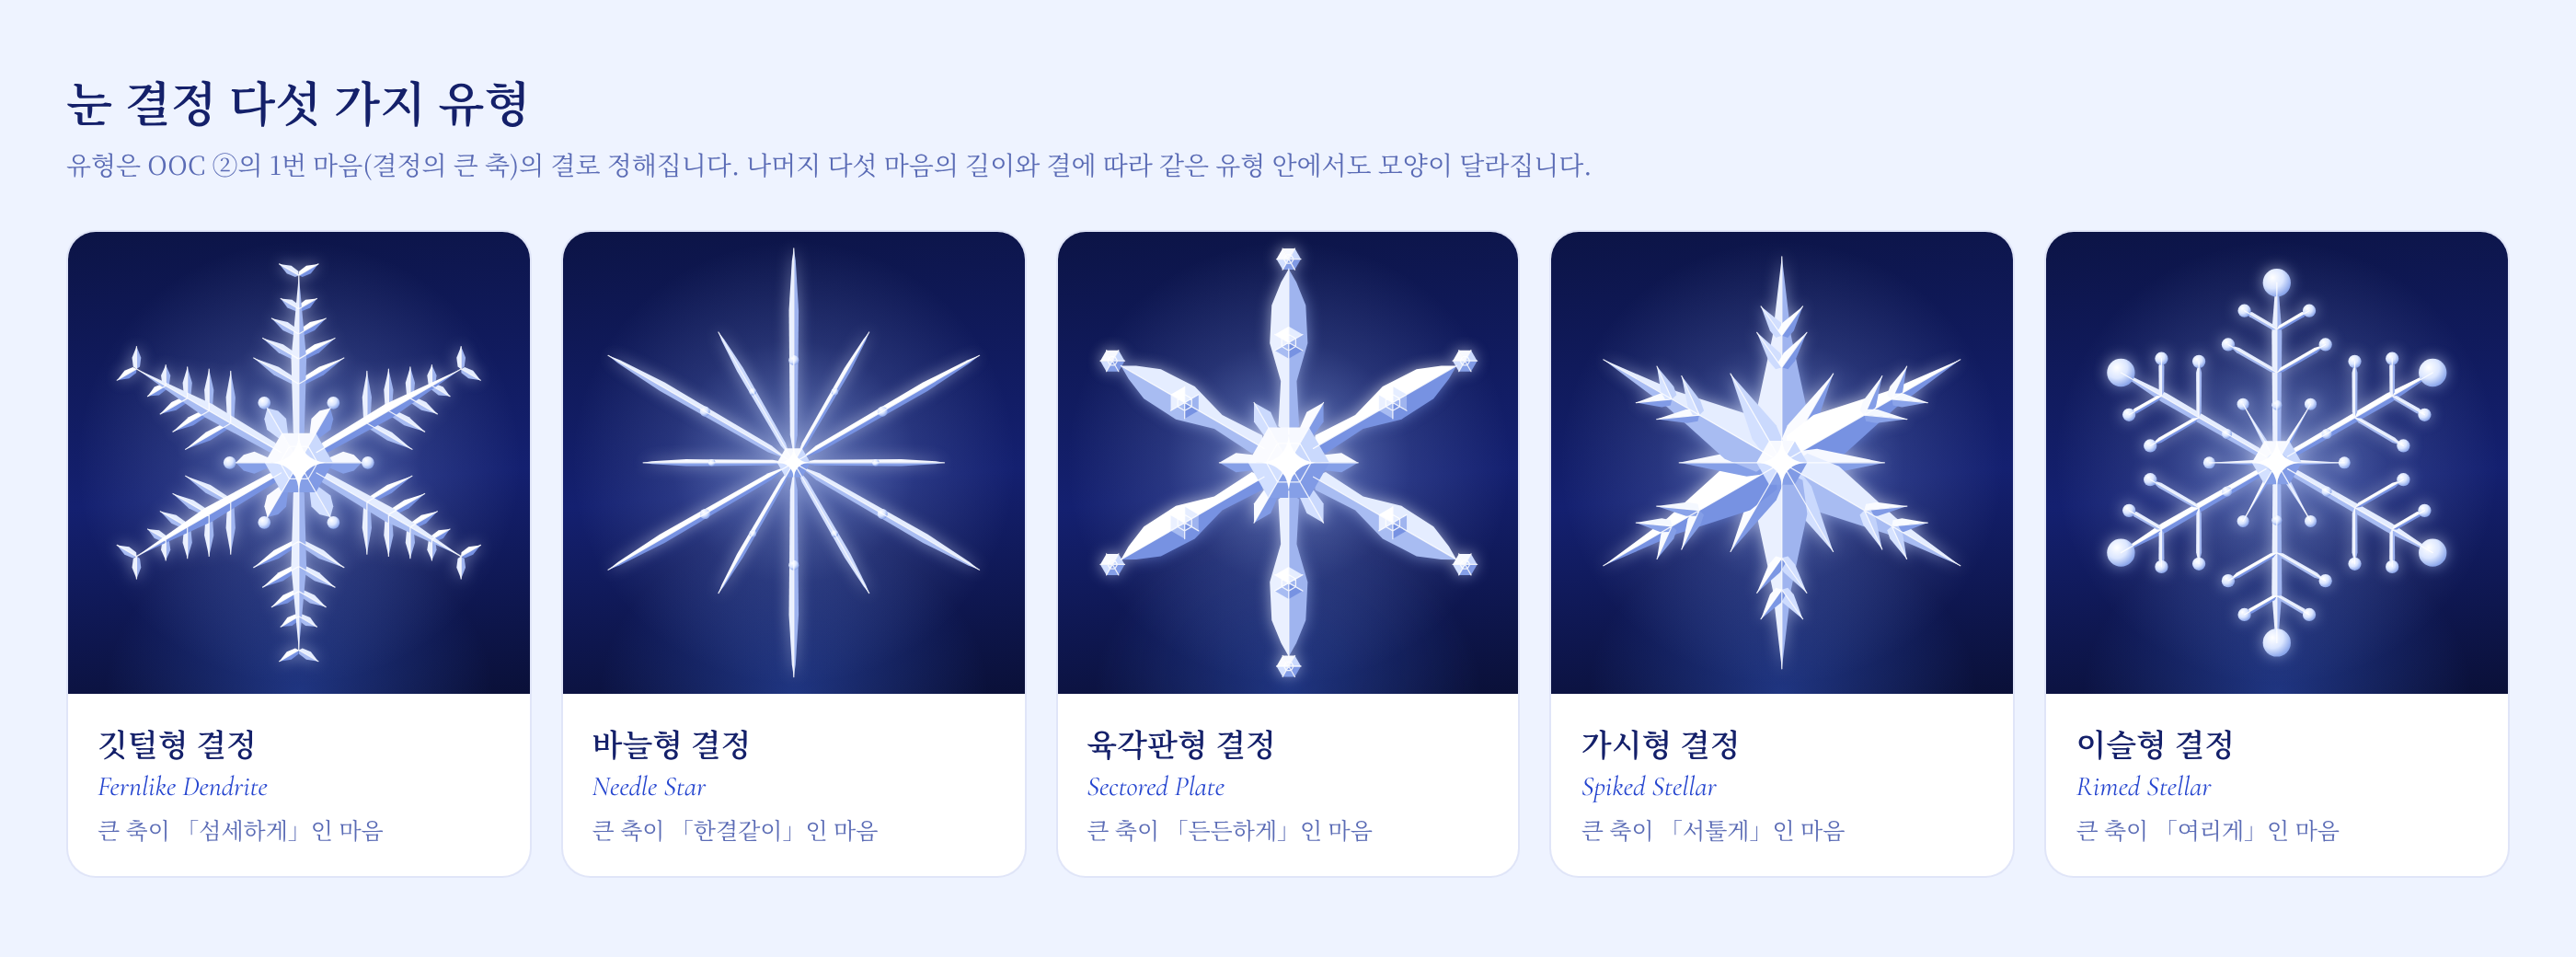 눈 결정 다섯 가지 유형
유형은 OOC ②의 1번 마음(결정의 큰 축)의 결로 정해집니다. 나머지 다섯 마음의 길이와 결에 따라 같은 유형 안에서도 모양이 달라집니다.
깃털형 결정
Fernlike Dendrite
큰 축이 「섬세하게」인 마음
바늘형 결정
Needle Star
큰 축이 「한결같이」인 마음
육각판형 결정
Sectored Plate
큰 축이 「든든하게」인 마음
가시형 결정
Spiked Stellar
큰 축이 「서툴게」인 마음
이슬형 결정
Rimed Stellar
큰 축이 「여리게」인 마음